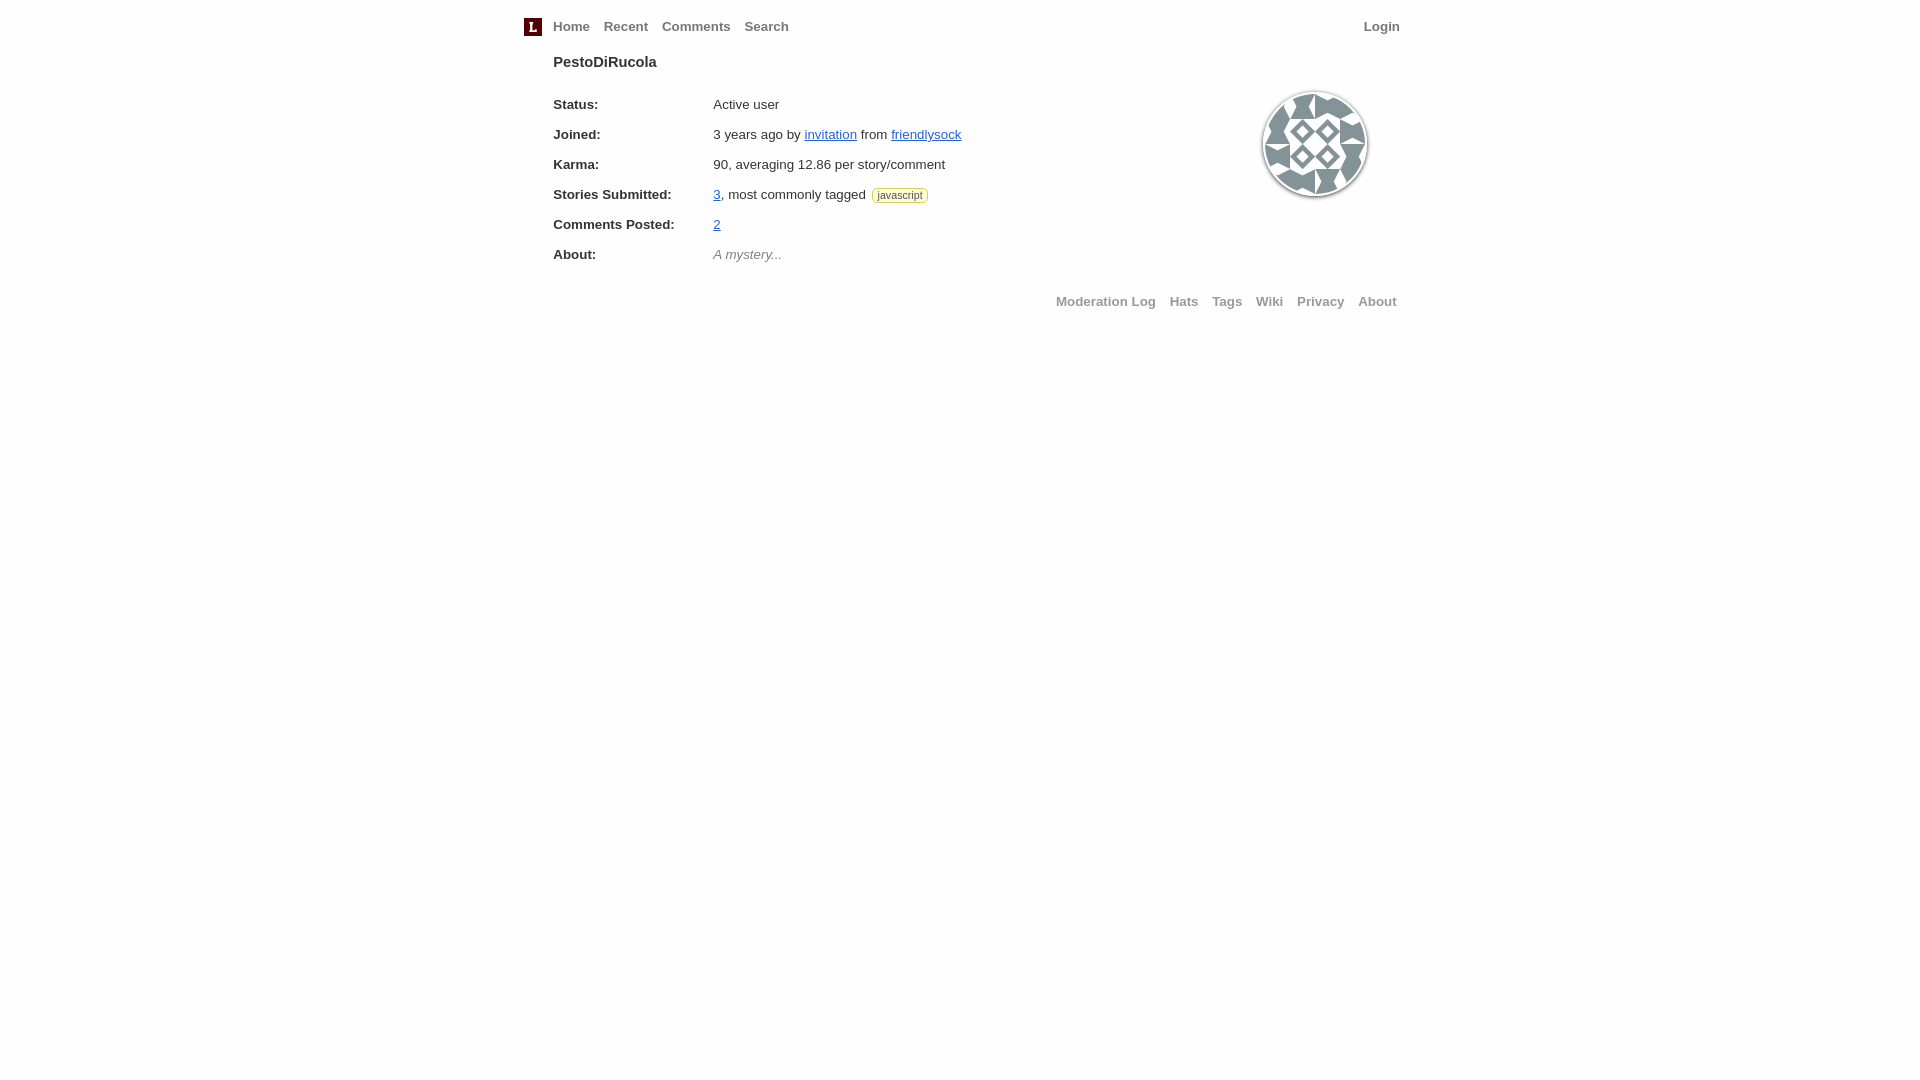 L Home Recent Comments Search Login
PestoDiRucola
Status: Active user
Joined: 3 years ago by invitation from friendlysock
Karma: 90, averaging 12.86 per story/comment
Stories Submitted: 3, most commonly tagged javascript
Comments Posted: 2
About: A mystery...
Moderation Log Hats Tags Wiki Privacy About